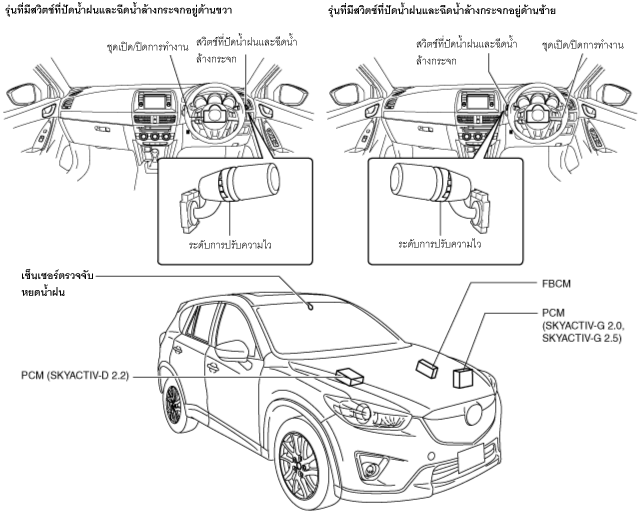 รุ่นที่มีสวิตช์ที่ปัดน้ำฝนและฉีดน้ำล้างกระจกอยู่ด้านขวา
รุ่นที่มีสวิตช์ที่ปัดน้ำฝนและฉีดน้ำล้างกระจกอยู่ด้านซ้าย
ชุดเปิด/ปิดการทำงาน
สวิตช์ที่ปัดน้ำฝนและฉีดน้ำ
ล้างกระจก
สวิตช์ที่ปัดน้ำฝนและฉีดน้ำ
ล้างกระจก
ชุดเปิด/ปิดการทำงาน
ระดับการปรับความไว
ระดับการปรับความไว
เซ็นเซอร์ตรวจจับ
หยดน้ำฝน
FBCM
PCM
(SKYACTIV-G 2.0,
SKYACTIV-G 2.5)
PCM (SKYACTIV-D 2.2)